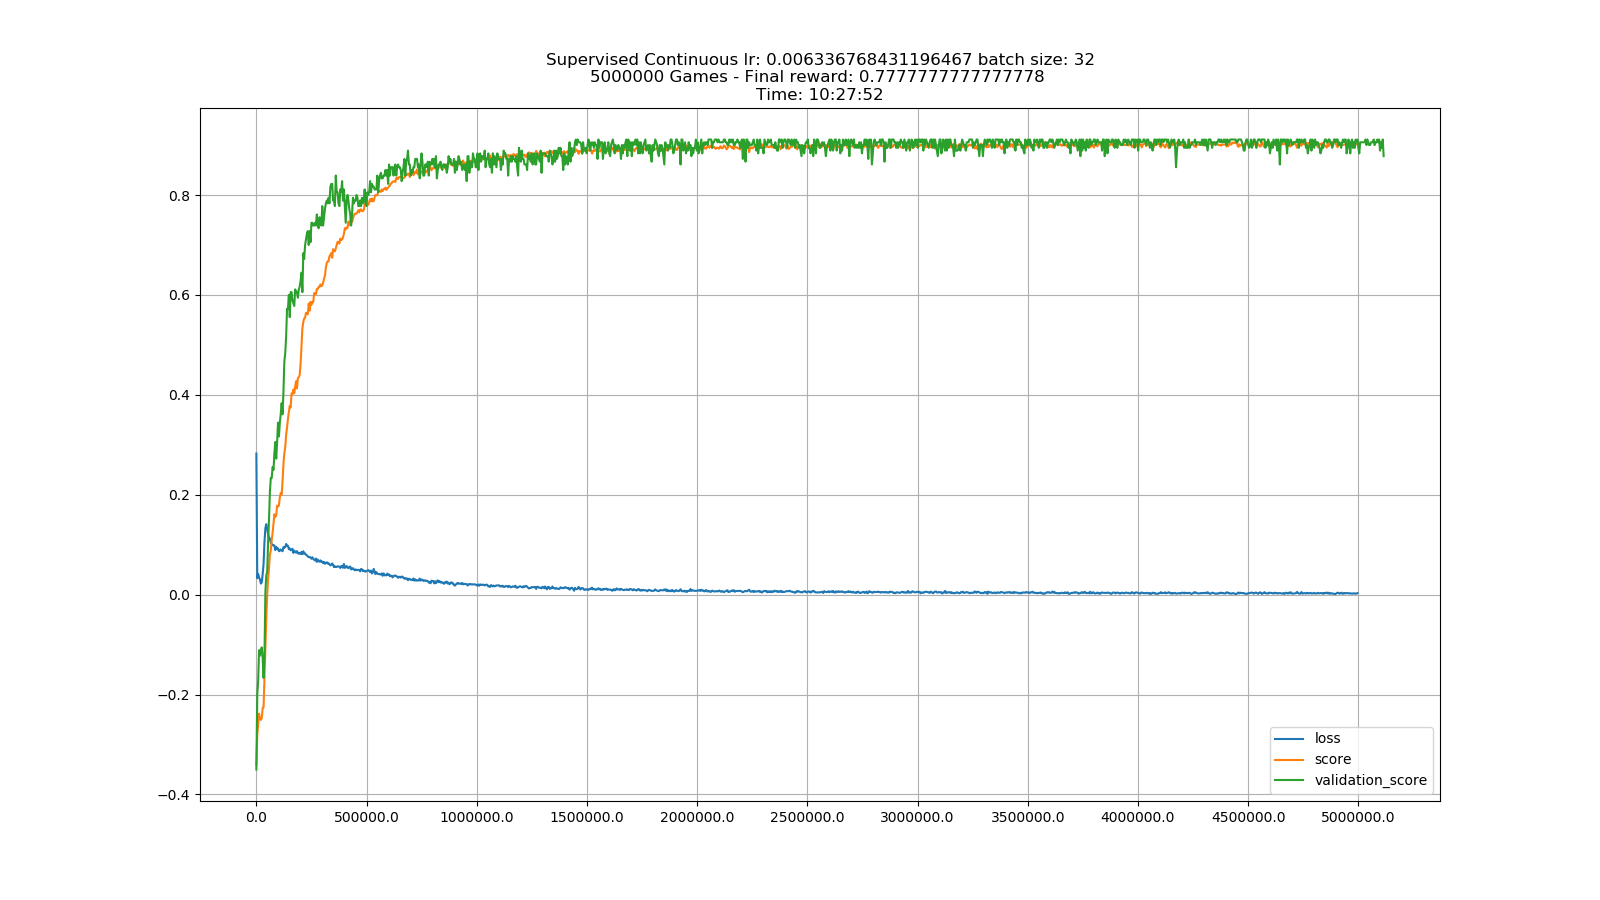 Supervised Continuous lr: 0.006336768431196467 batch size: 32
5000000 Games - Final reward: 0.7777777777777778
Time: 10:27:52
0.8
0.6
0.4
0.2
0.0
−0.2
−0.4
0.0 500000.0 1000000.0 1500000.0 2000000.0 2500000.0 3000000.0 3500000.0 4000000.0 4500000.0 5000000.0
loss
score
validation_score